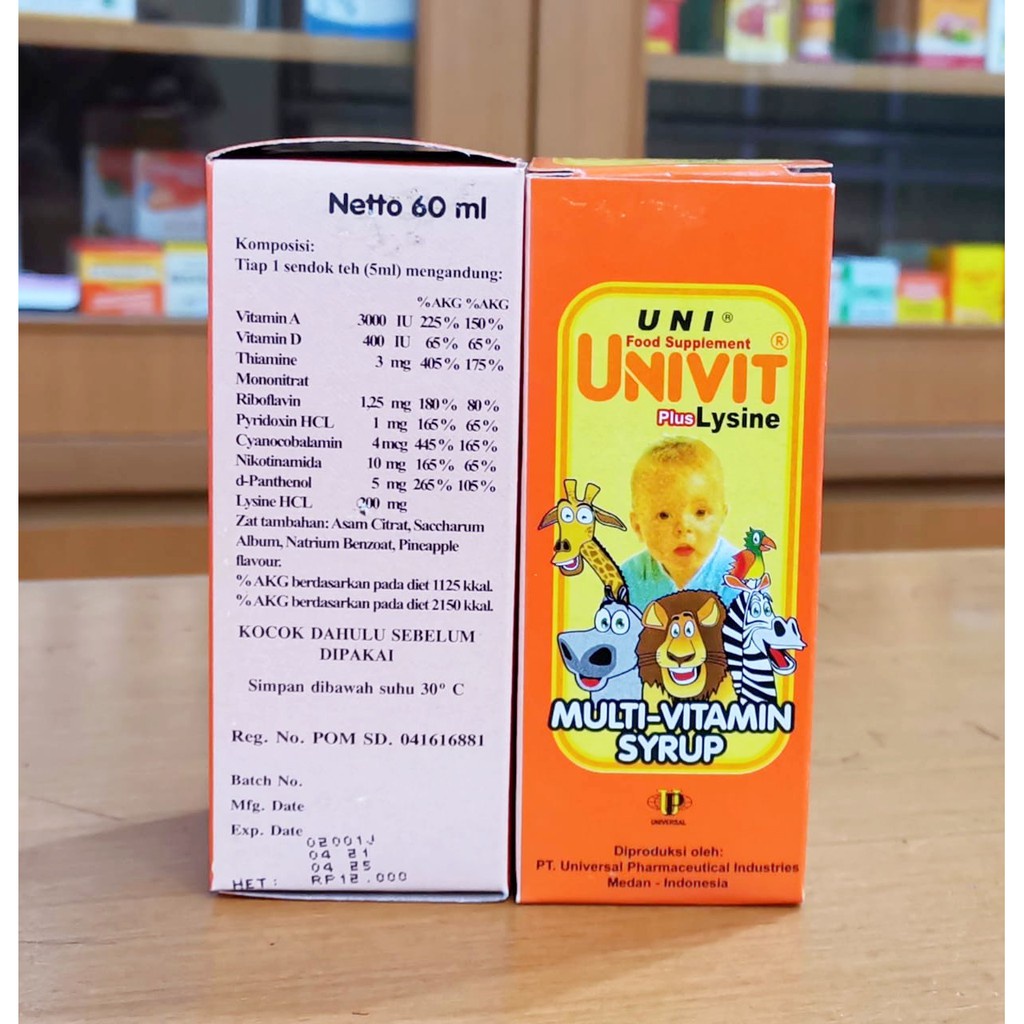 Netto 60 ml
Komposisi:
Tiap 1 sendok teh (5ml) mengandung:
%AKG %AKG
Vitamin A 3000 IU 225% 150%
Vitamin D 400 IU 65% 65%
Thiamine 3 mg 405% 175%
Mononitrat
Riboflavin 1,25 mg 180% 80%
Pyridoxin HCL 1 mg 165% 65%
Cyanocobalamin 4 mcg 445% 165%
Nikotinamida 10 mg 165% 65%
d-Panthenol 5 mg 265% 105%
Lysine HCL 200 mg
Zat tambahan: Asam Citrat, Saccharum
Album, Natrium Benzoat, Pineapple
flavour.
%AKG berdasarkan pada diet 1125 kkal.
%AKG berdasarkan pada diet 2150 kkal.
KOCOK DAHULU SEBELUM
DIPAKAI
Simpan dibawah suhu 30° C
Reg. No. POM SD. 041616881
Batch No.
Mfg. Date
Exp. Date
02001J
04 21
04 25
HET : RP12.000
UNI®
Food Supplement
UNIVIT®
Plus Lysine
MULTI-VITAMIN
SYRUP
UP
UNIVERSAL
Diproduksi oleh:
PT. Universal Pharmaceutical Industries
Medan - Indonesia